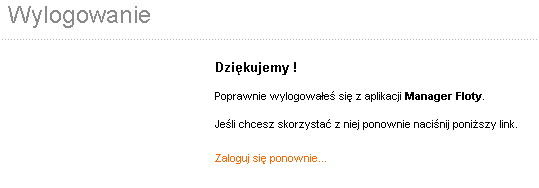 Wylogowanie
Dziękujemy !
Poprawnie wylogowałeś się z aplikacji Manager Floty.
Jeśli chcesz skorzystać z niej ponownie naciśnij poniższy link.
Zaloguj się ponownie...